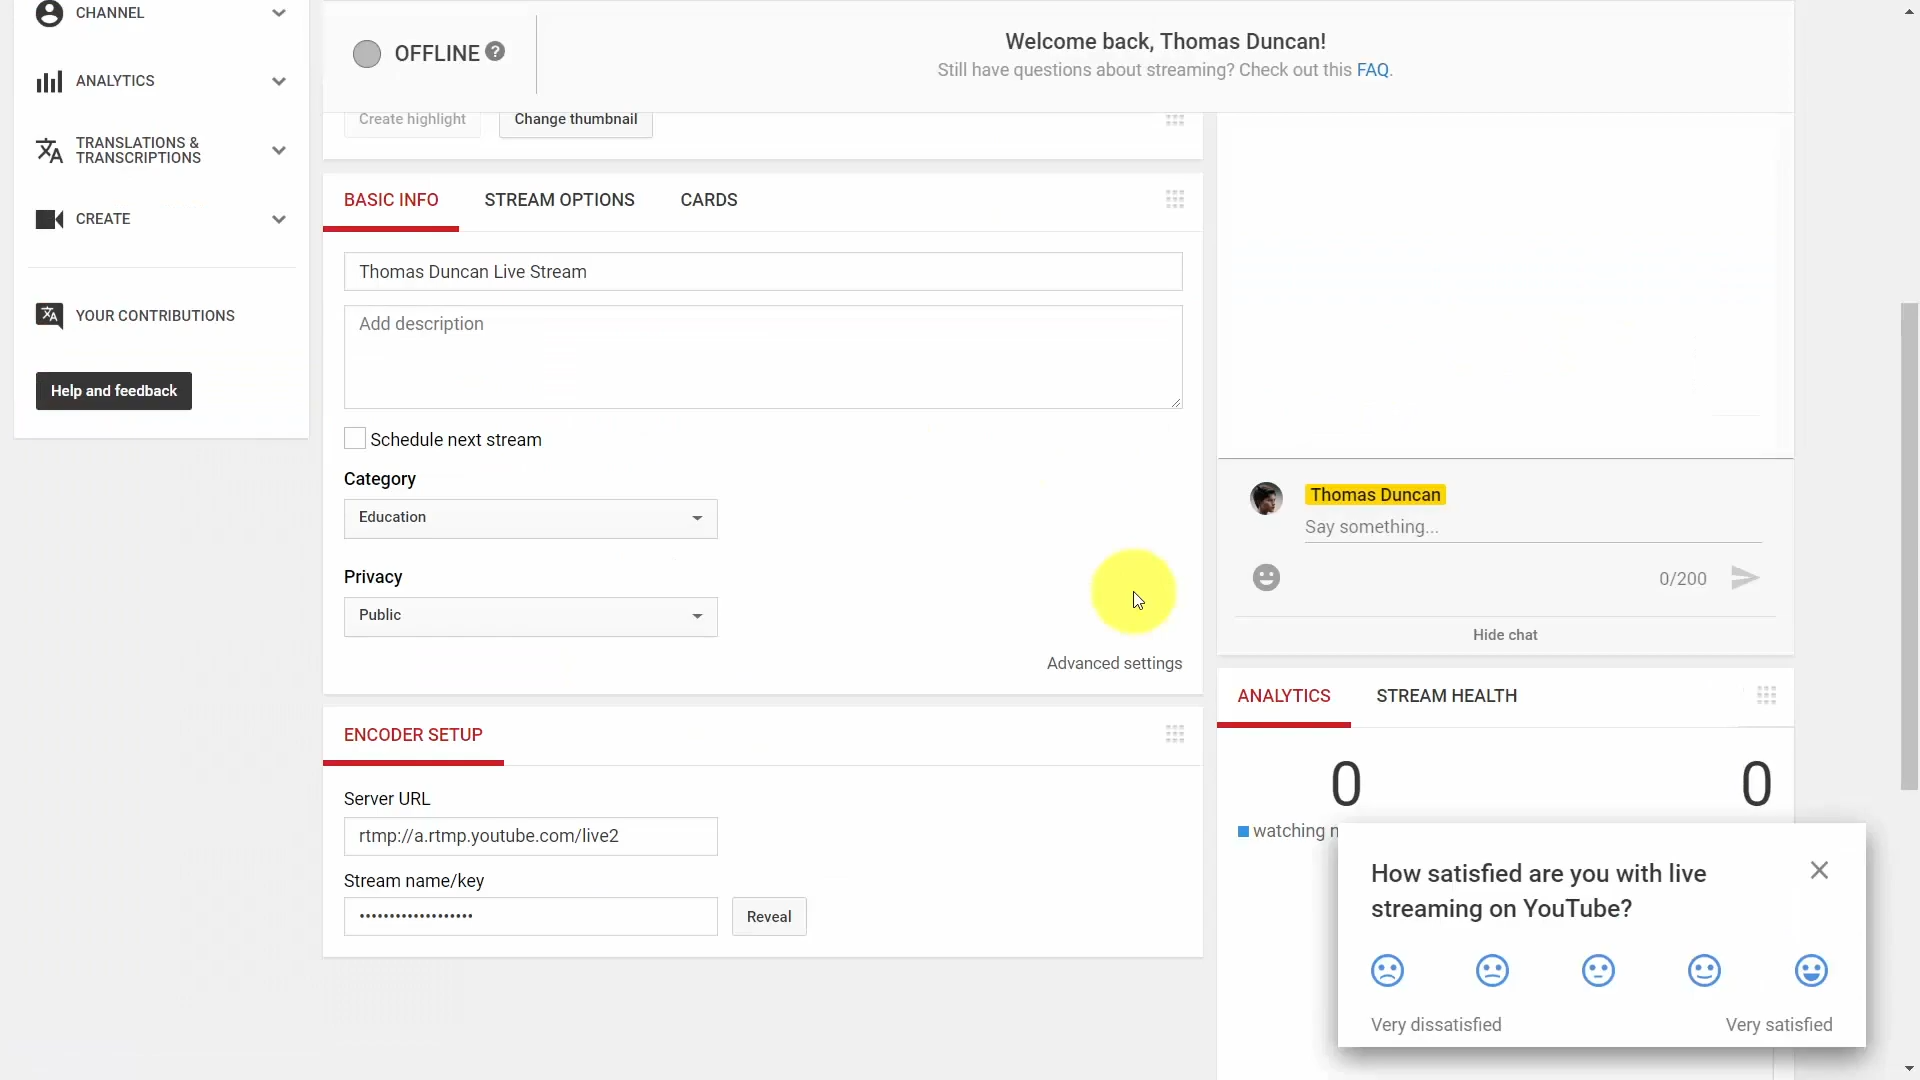 CHANNEL
ANALYTICS
TRANSLATIONS &
TRANSCRIPTIONS
CREATE
YOUR CONTRIBUTIONS
Help and feedback
OFFLINE ?
Welcome back, Thomas Duncan!
Still have questions about streaming? Check out this FAQ.
Create highlight
Change thumbnail
BASIC INFO
STREAM OPTIONS
CARDS
Thomas Duncan Live Stream
Add description
Schedule next stream
Category
Education
Privacy
Public
Advanced settings
ENCODER SETUP
Server URL
rtmp://a.rtmp.youtube.com/live2
Stream name/key
•••••••••••••••••••
Reveal
Thomas Duncan
Say something...
0/200
Hide chat
ANALYTICS
STREAM HEALTH
0
0
watching
How satisfied are you with live
streaming on YouTube?
Very dissatisfied
Very satisfied